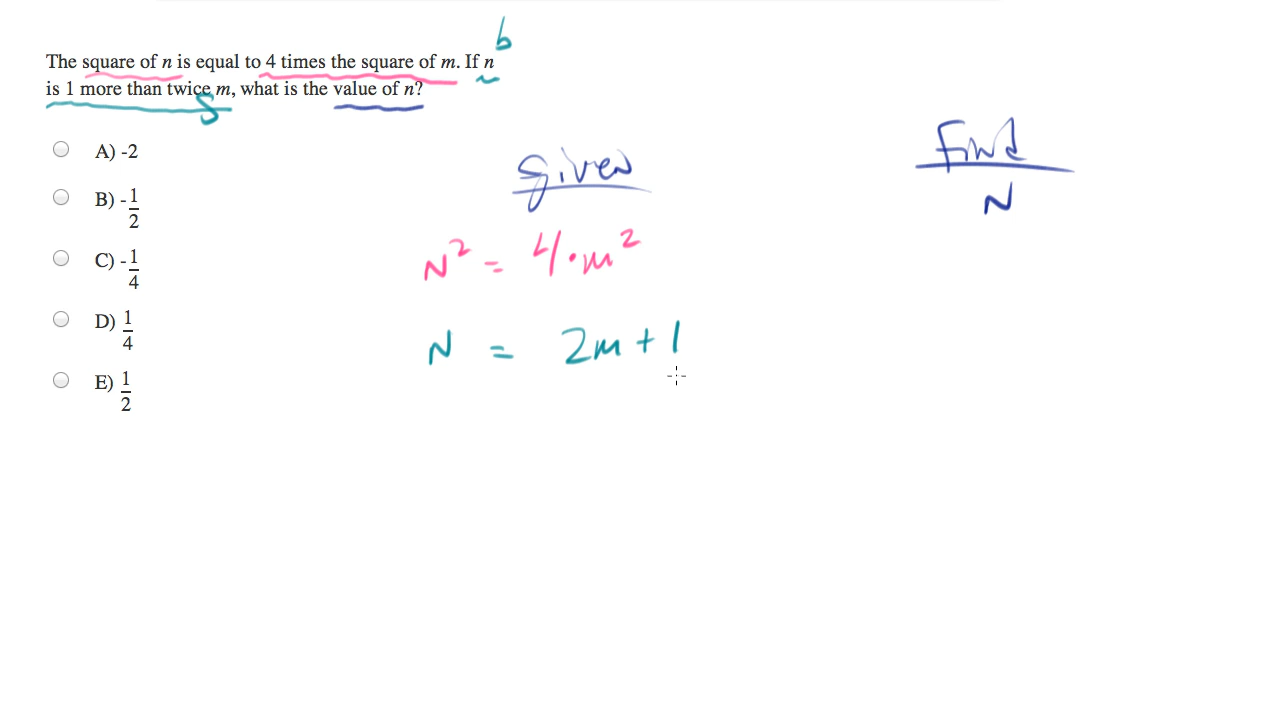 b
The square of n is equal to 4 times the square of m. If n
is 1 more than twice m, what is the value of n?
s
A) -2
B) -1/2
C) -1/4
D) 1/4
E) 1/2
given
N² = 4·m²
N = 2m + 1
Find
N